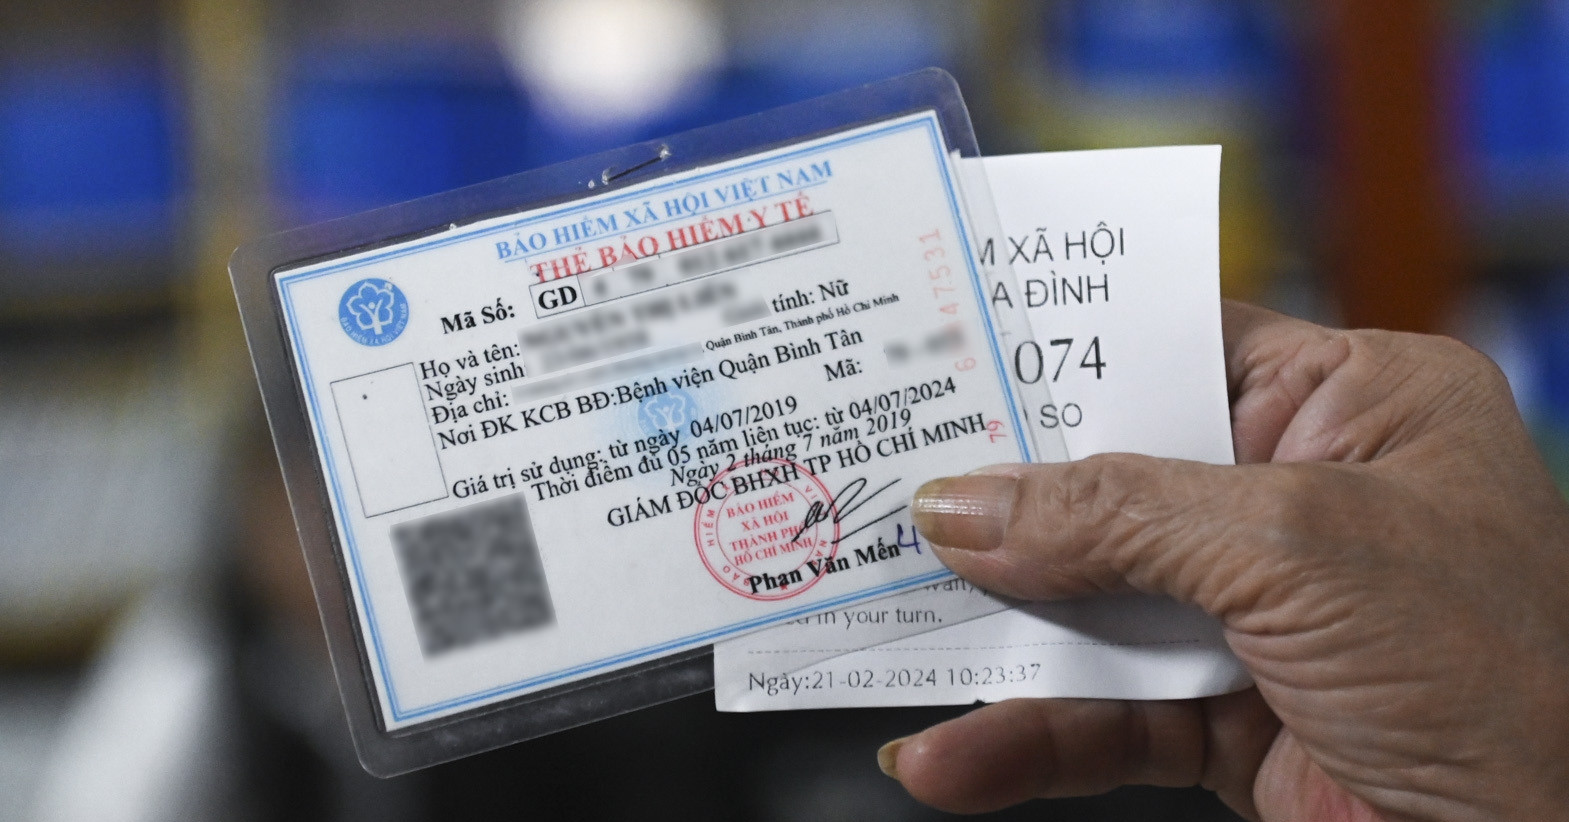 BẢO HIỂM XÃ HỘI VIỆT NAM
THẺ BẢO HIỂM Y TẾ
Mã Số: GD
Họ và tên:
tính: Nữ
Ngày sinh
Địa chỉ: , Quận Bình Tân, Thành phố Hồ Chí Minh
Nơi ĐK KCB BĐ:Bệnh viện Quận Bình Tân
Mã:
Giá trị sử dụng: từ ngày 04/07/2019
Thời điểm đủ 05 năm liên tục: từ 04/07/2024
Ngày 2 tháng 7 năm 2019
GIÁM ĐỐC BHXH TP HỒ CHÍ MINH
BẢO HIỂM
XÃ HỘI
THÀNH PHỐ
HỒ CHÍ MINH
Phan Văn Mến
47531
79
XÃ HỘI
A ĐÌNH
074
SO
in your turn.
Ngày:21-02-2024 10:23:37